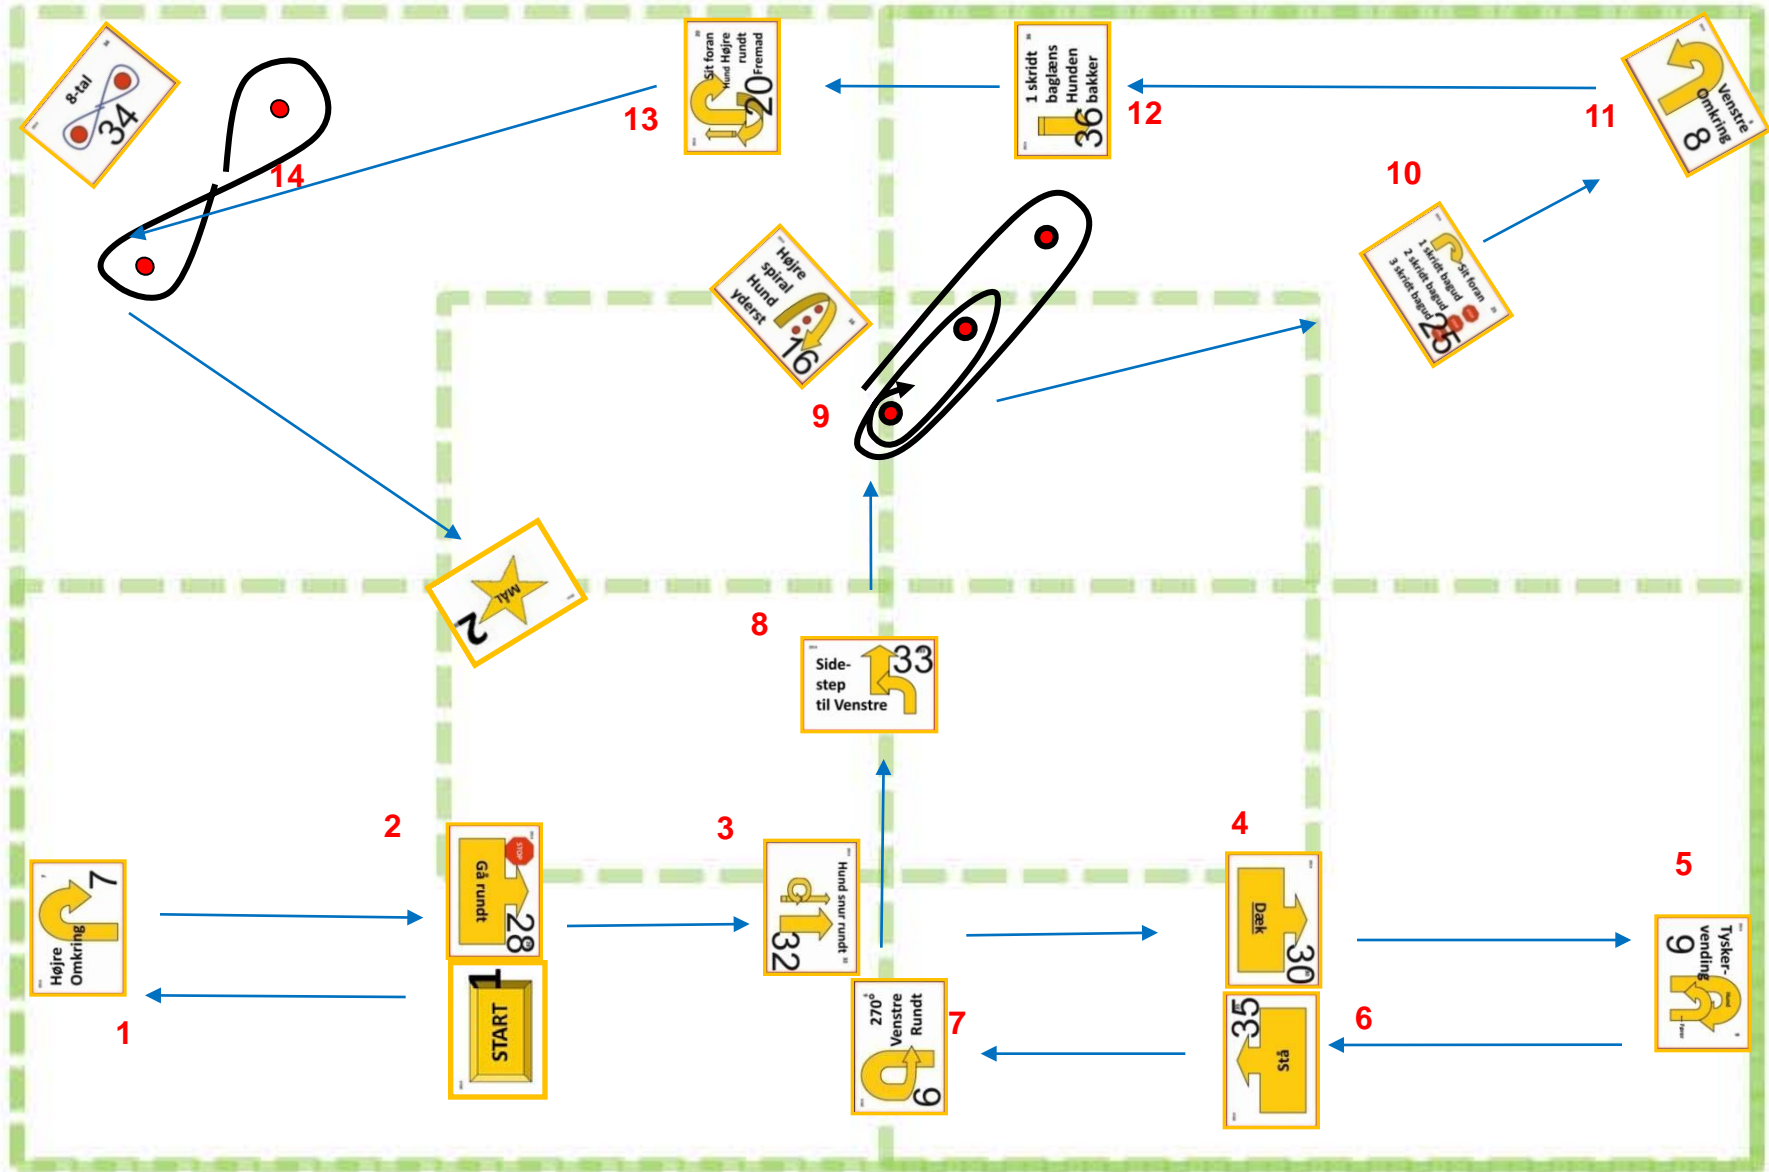 8-tal
34
14
13
Sit foran
Hund Højre
rundt
Fremad
20
1 skridt
baglæns
Hunden
bakker
36
12
11
Venstre
Omkring
8
10
Sit foran
1 skridt bagud
2 skridt bagud
3 skridt bagud
25
Højre
spiral
Hund
yderst
16
9
MÅL
2
8
Side-
step
til Venstre
33
2
STOP
Gå rundt
28
3
Hund snur rundt
32
4
Dæk
30
5
Tysker-
vending
9
7
Højre
Omkring
1
1
START
270°
Venstre
Rundt
7
35
Stå
6